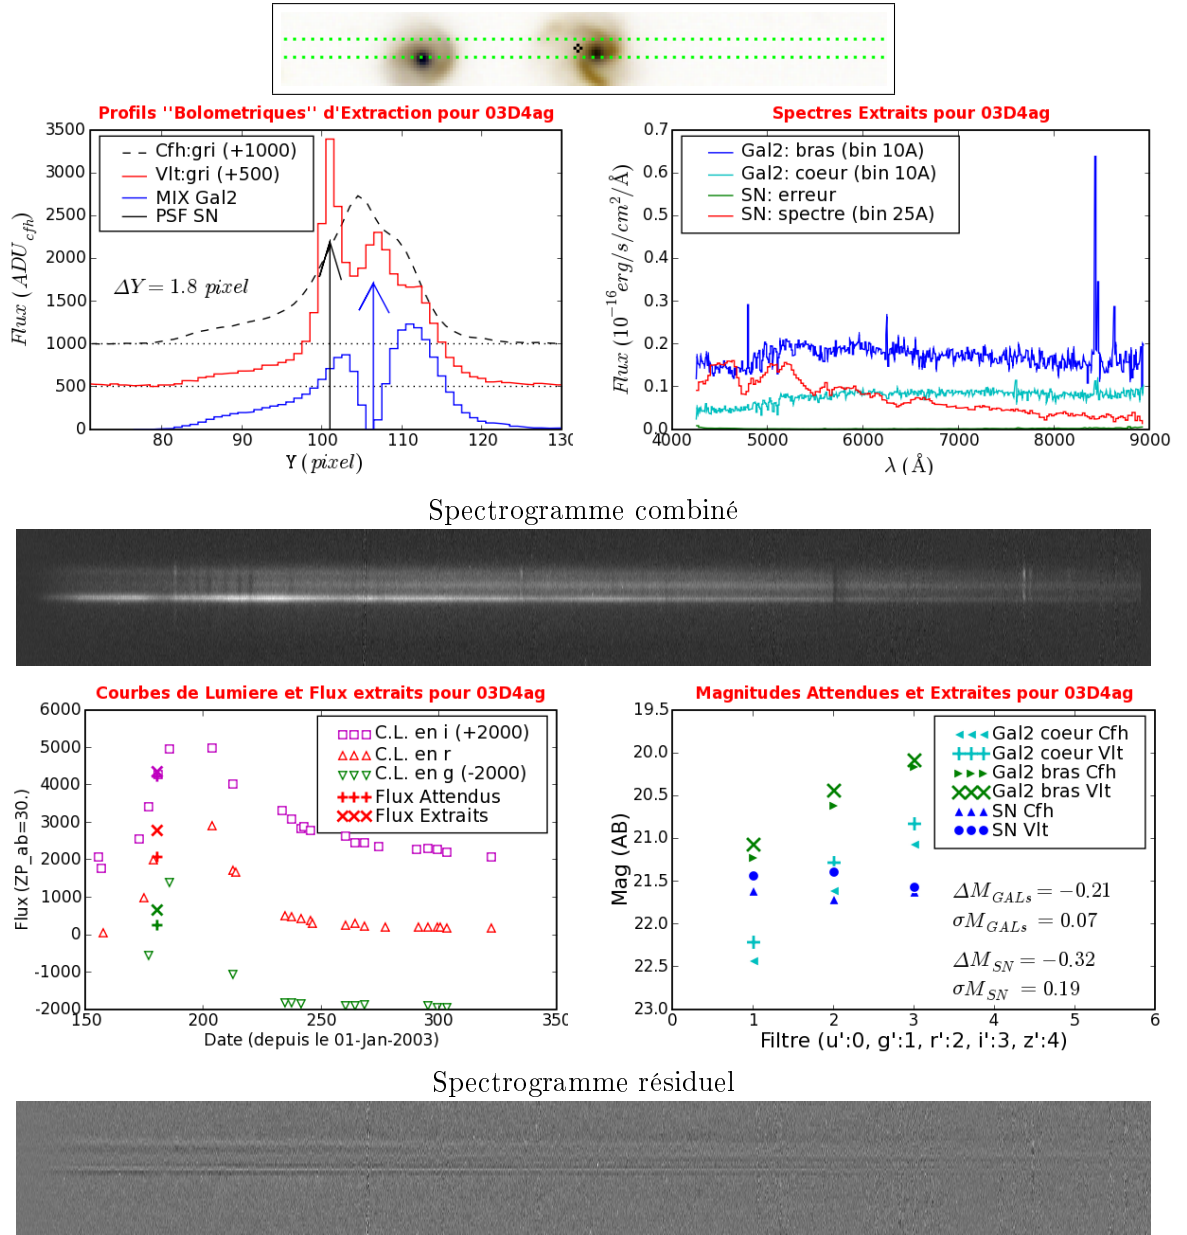 Profils ''Bolometriques'' d'Extraction pour 03D4ag
3500
3000
2500
2000
1500
1000
500
0
Flux (ADU_cfh)
Cfh:gri (+1000)
Vlt:gri (+500)
MIX Gal2
PSF SN
ΔY = 1.8 pixel
80
90
100
110
120
130
Y (pixel)
Spectres Extraits pour 03D4ag
0.7
0.6
0.5
0.4
0.3
0.2
0.1
0.0
Flux (10^−16 erg/s/cm^2/Å)
Gal2: bras (bin 10A)
Gal2: coeur (bin 10A)
SN: erreur
SN: spectre (bin 25A)
4000
5000
6000
7000
8000
9000
λ (Å)
Spectrogramme combiné
Courbes de Lumiere et Flux extraits pour 03D4ag
6000
5000
4000
3000
2000
1000
0
-1000
-2000
Flux (ZP_ab=30.)
C.L. en i (+2000)
C.L. en r
C.L. en g (-2000)
Flux Attendus
Flux Extraits
150
200
250
300
350
Date (depuis le 01-Jan-2003)
Magnitudes Attendues et Extraites pour 03D4ag
19.5
20.0
20.5
21.0
21.5
22.0
22.5
23.0
Mag (AB)
Gal2 coeur Cfh
Gal2 coeur Vlt
Gal2 bras Cfh
Gal2 bras Vlt
SN Cfh
SN Vlt
ΔM_GALs = −0.21
σM_GALs = 0.07
ΔM_SN = −0.32
σM_SN = 0.19
0
1
2
3
4
5
6
Filtre (u':0, g':1, r':2, i':3, z':4)
Spectrogramme résiduel